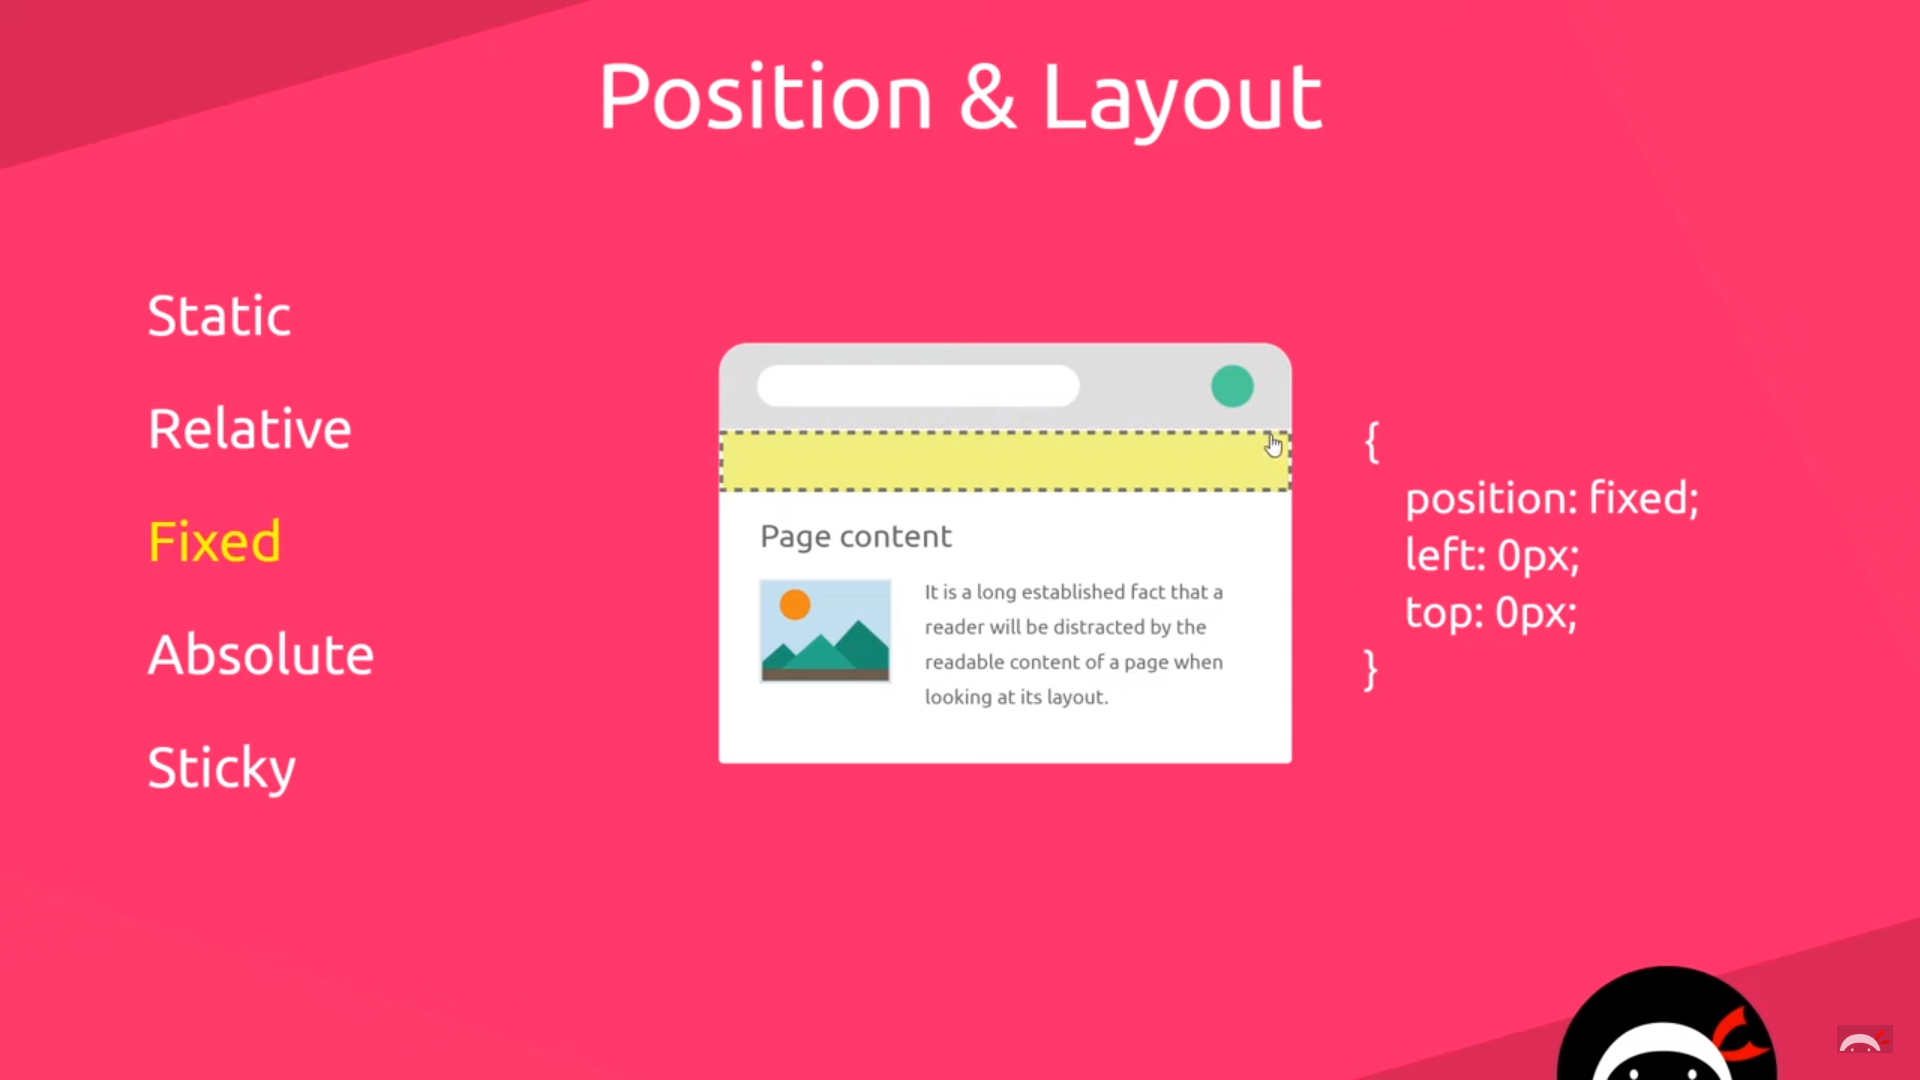 Position & Layout
Static
Relative
Fixed
Absolute
Sticky
Page content
It is a long established fact that a
reader will be distracted by the
readable content of a page when
looking at its layout.
{
position: fixed;
left: 0px;
top: 0px;
}